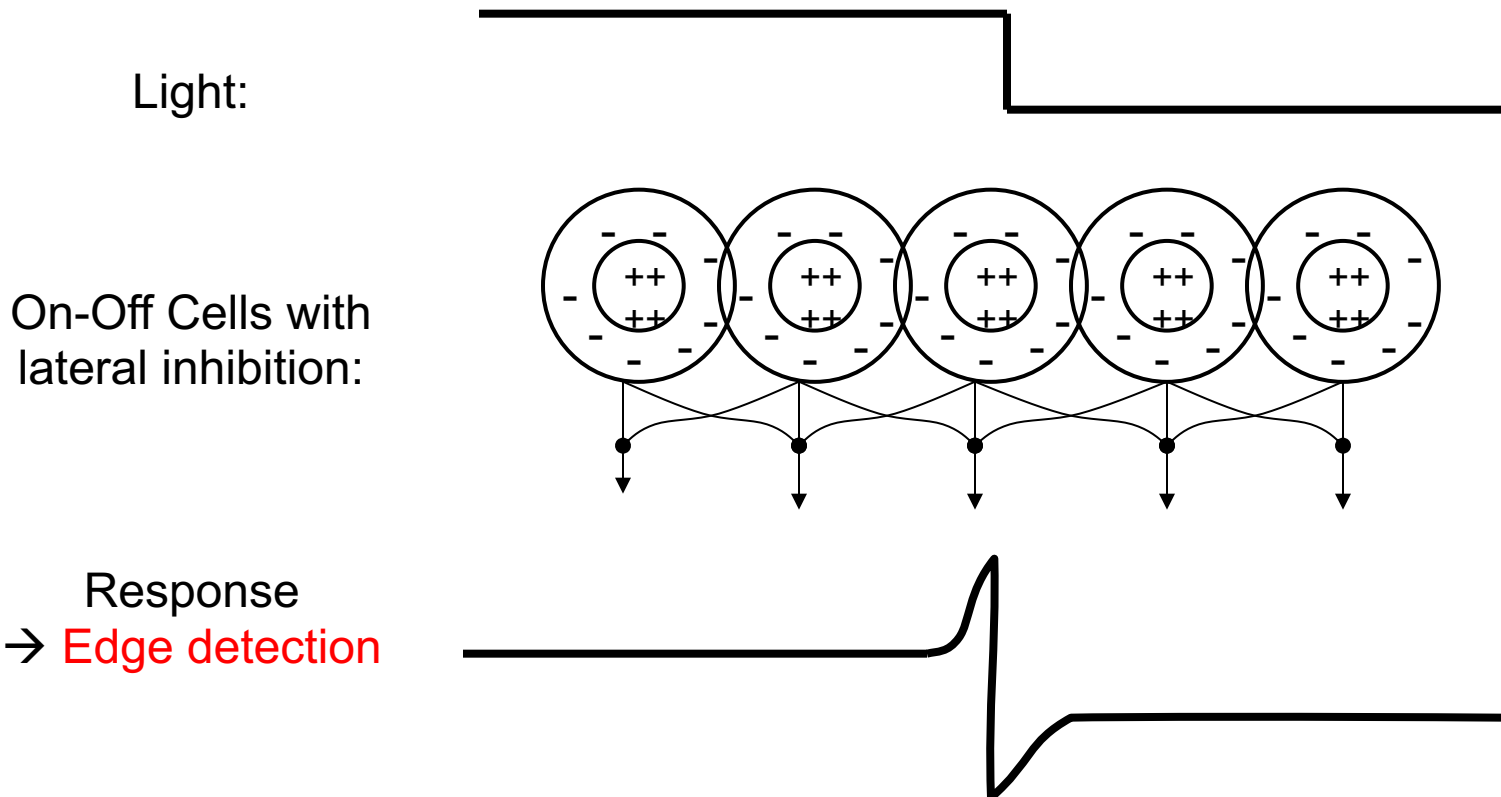 Light:
On-Off Cells with
lateral inhibition:
- - - - - - - - - -
- - - - -
++ ++ ++ ++ ++
- - - - -
++ ++ ++ ++ ++
- - - - - - - - - -
- - - - - - - - - -
Response
→ Edge detection